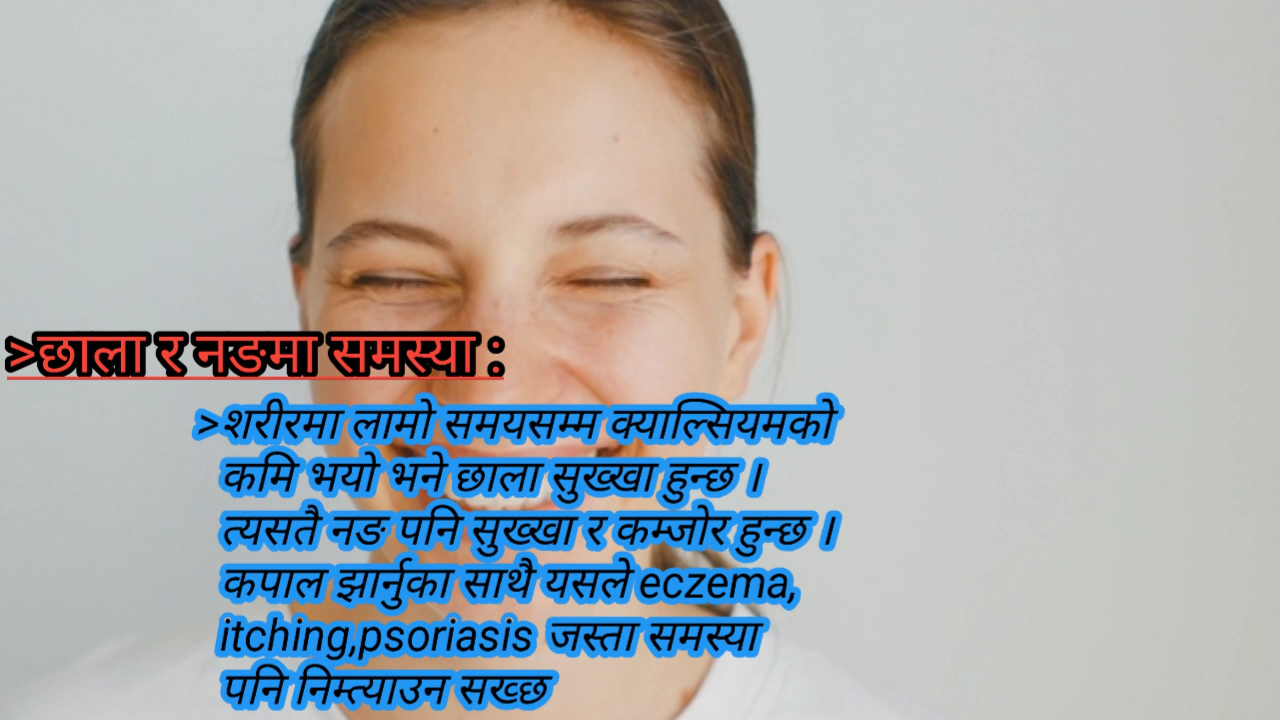 >छाला र नङमा समस्या :
>शरीरमा लामो समयसम्म क्याल्सियमको
कमि भयो भने छाला सुख्खा हुन्छ ।
त्यसतै नङ पनि सुख्खा र कम्जोर हुन्छ ।
कपाल झार्नुका साथै यसले eczema,
itching,psoriasis जस्ता समस्या
पनि निम्त्याउन सख्छ